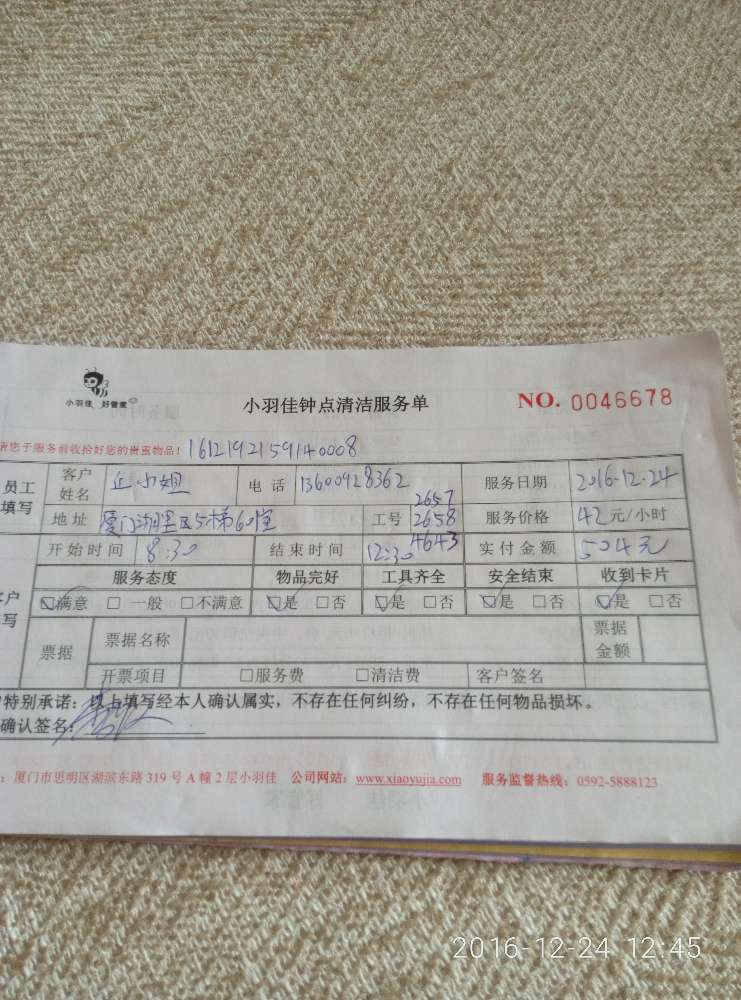 小羽佳 好管家
小羽佳钟点清洁服务单
NO. 0046678
请您于服务前收拾好您的贵重物品！ 1612192159140008
员工填写 客户姓名 丘小姐 电话 13600928362 服务日期 2016.12.24
地址 厦门湖里区5梯601室 工号 2657 2658 4643 服务价格 42元/小时
开始时间 8:30 结束时间 12:30 实付金额 504元
服务态度 物品完好 工具齐全 安全结束 收到卡片
☑满意 □ 一般 □不满意 ☑是 □否 ☑是 □否 ☑是 □否 ☑是 □否
票据 票据名称 票据金额
开票项目 □服务费 □清洁费 客户签名
特别承诺：以上填写经本人确认属实，不存在任何纠纷，不存在任何物品损坏。
确认签名：
：厦门市思明区湖滨东路 319 号 A 幢 2 层小羽佳 公司网站：www.xiaoyujia.com 服务监督热线：0592-5888123
2016-12-24 12:45